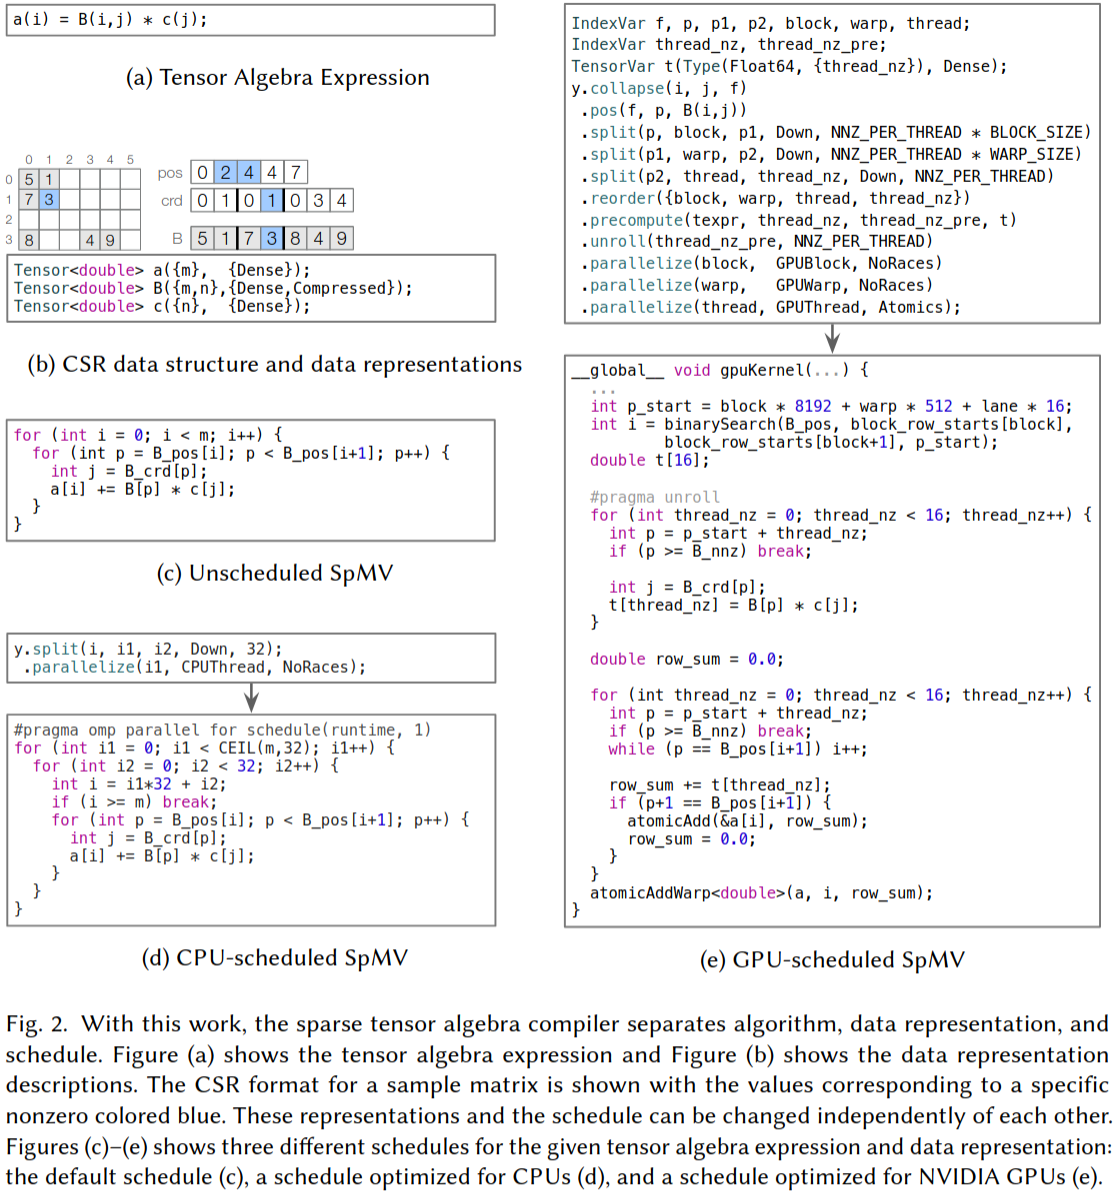 a(i) = B(i,j) * c(j);
(a) Tensor Algebra Expression
0 1 2 3 4 5
0 5 1
1 7 3
2
3 8 4 9
pos 0 2 4 4 7
crd 0 1 0 1 0 3 4
B 5 1 7 3 8 4 9
Tensor<double> a({m},  {Dense});
Tensor<double> B({m,n},{Dense,Compressed});
Tensor<double> c({n},  {Dense});
(b) CSR data structure and data representations
for (int i = 0; i < m; i++) {
  for (int p = B_pos[i]; p < B_pos[i+1]; p++) {
    int j = B_crd[p];
    a[i] += B[p] * c[j];
  }
}
(c) Unscheduled SpMV
y.split(i, i1, i2, Down, 32);
 .parallelize(i1, CPUThread, NoRaces);
#pragma omp parallel for schedule(runtime, 1)
for (int i1 = 0; i1 < CEIL(m,32); i1++) {
  for (int i2 = 0; i2 < 32; i2++) {
    int i = i1*32 + i2;
    if (i >= m) break;
    for (int p = B_pos[i]; p < B_pos[i+1]; p++) {
      int j = B_crd[p];
      a[i] += B[p] * c[j];
    }
  }
}
(d) CPU-scheduled SpMV
IndexVar f, p, p1, p2, block, warp, thread;
IndexVar thread_nz, thread_nz_pre;
TensorVar t(Type(Float64, {thread_nz}), Dense);
y.collapse(i, j, f)
 .pos(f, p, B(i,j))
 .split(p, block, p1, Down, NNZ_PER_THREAD * BLOCK_SIZE)
 .split(p1, warp, p2, Down, NNZ_PER_THREAD * WARP_SIZE)
 .split(p2, thread, thread_nz, Down, NNZ_PER_THREAD)
 .reorder({block, warp, thread, thread_nz})
 .precompute(texpr, thread_nz, thread_nz_pre, t)
 .unroll(thread_nz_pre, NNZ_PER_THREAD)
 .parallelize(block,  GPUBlock, NoRaces)
 .parallelize(warp,   GPUWarp, NoRaces)
 .parallelize(thread, GPUThread, Atomics);
__global__ void gpuKernel(...) {
  ...
  int p_start = block * 8192 + warp * 512 + lane * 16;
  int i = binarySearch(B_pos, block_row_starts[block],
          block_row_starts[block+1], p_start);
  double t[16];
  #pragma unroll
  for (int thread_nz = 0; thread_nz < 16; thread_nz++) {
    int p = p_start + thread_nz;
    if (p >= B_nnz) break;
    int j = B_crd[p];
    t[thread_nz] = B[p] * c[j];
  }
  double row_sum = 0.0;
  for (int thread_nz = 0; thread_nz < 16; thread_nz++) {
    int p = p_start + thread_nz;
    if (p >= B_nnz) break;
    while (p == B_pos[i+1]) i++;
    row_sum += t[thread_nz];
    if (p+1 == B_pos[i+1]) {
      atomicAdd(&a[i], row_sum);
      row_sum = 0.0;
    }
  }
  atomicAddWarp<double>(a, i, row_sum);
}
(e) GPU-scheduled SpMV
Fig. 2. With this work, the sparse tensor algebra compiler separates algorithm, data representation, and
schedule. Figure (a) shows the tensor algebra expression and Figure (b) shows the data representation
descriptions. The CSR format for a sample matrix is shown with the values corresponding to a specific
nonzero colored blue. These representations and the schedule can be changed independently of each other.
Figures (c)–(e) shows three different schedules for the given tensor algebra expression and data representation:
the default schedule (c), a schedule optimized for CPUs (d), and a schedule optimized for NVIDIA GPUs (e).